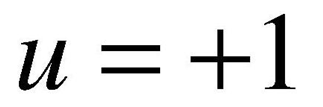 u = +1